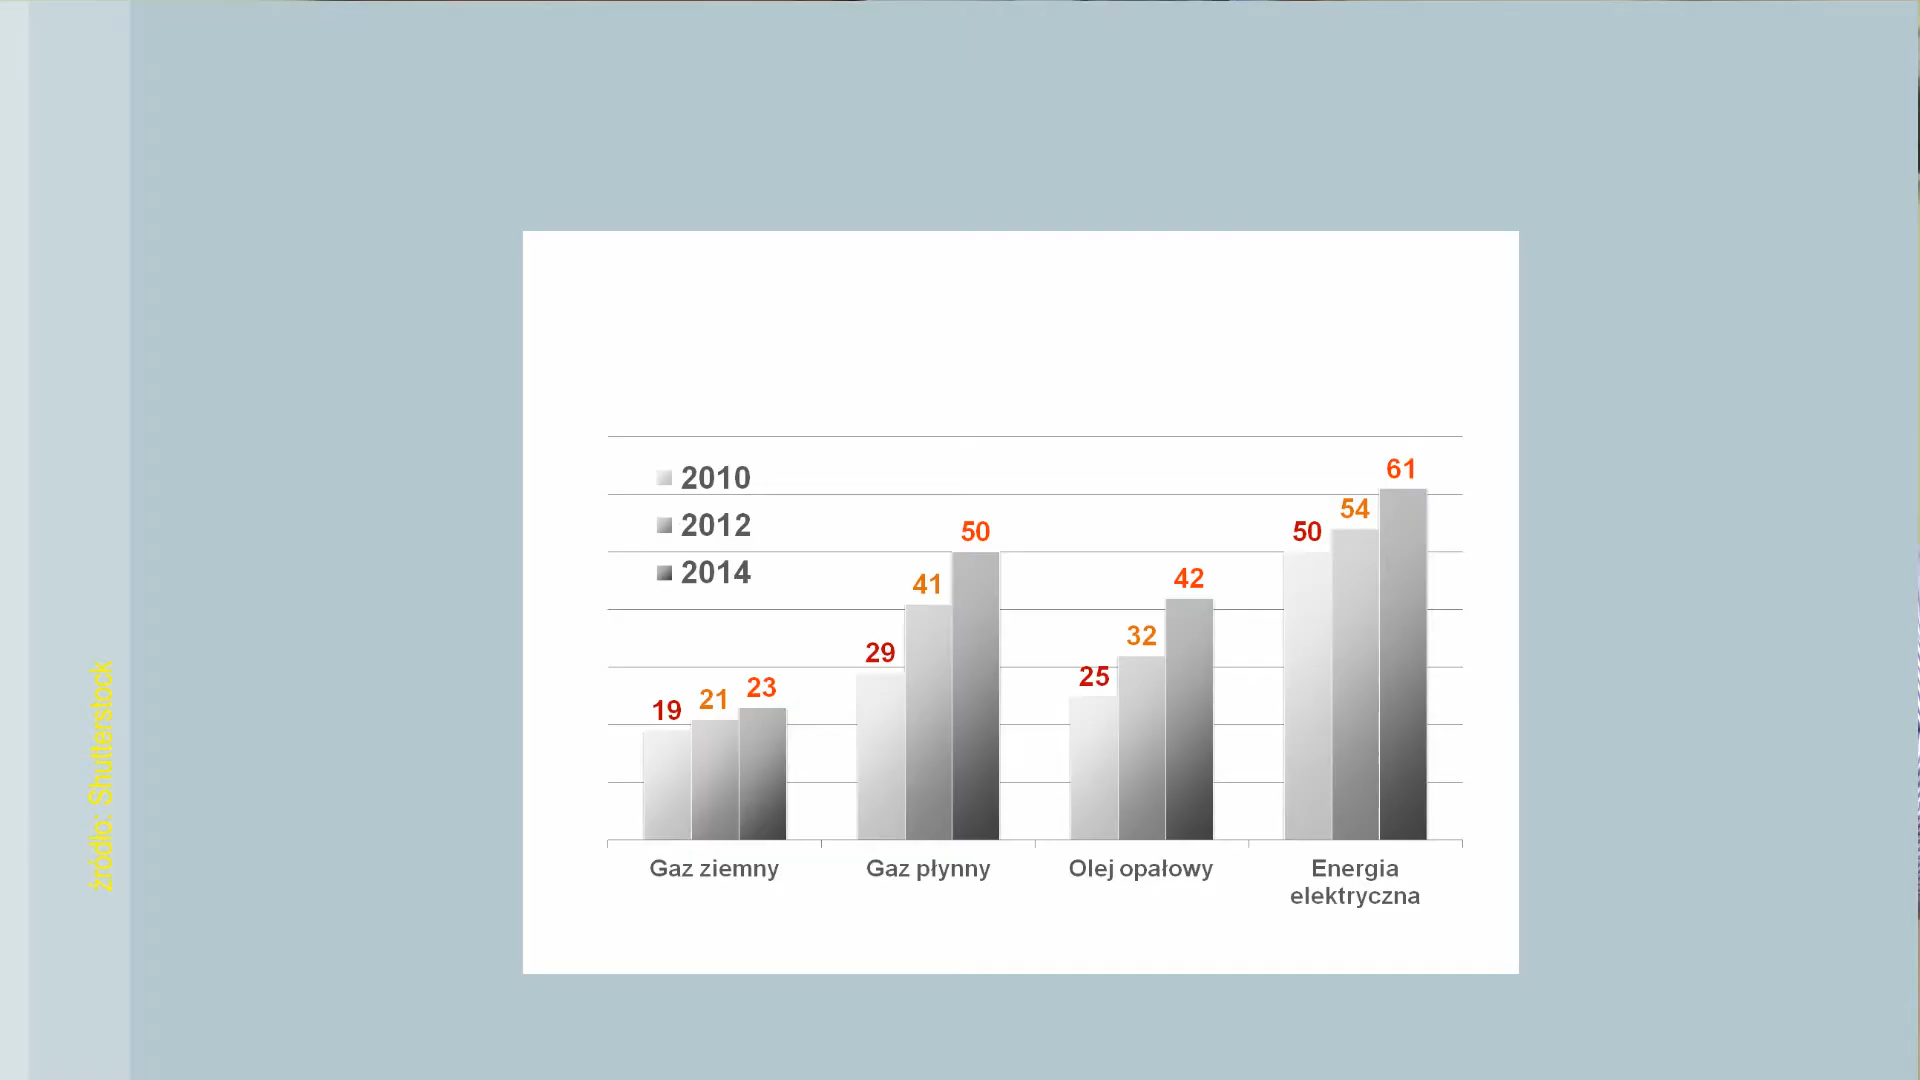 2010
2012
2014
19
21
23
29
41
50
25
32
42
50
54
61
Gaz ziemny
Gaz płynny
Olej opałowy
Energia
elektryczna
źródło: Shutterstock